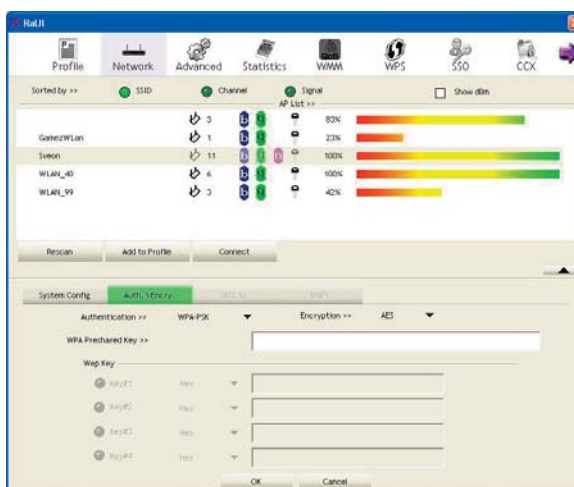 RaUI
Profile Network Advanced Statistics WMM WPS SSO CCX
Sorted by >> SSID Channel Signal Show dBm
AP List >>
3 b g 83%
GamezWLan 1 b g 23%
Sveon 11 b g n 100%
WLAN_40 6 b g 100%
WLAN_99 3 b g 42%
Rescan Add to Profile Connect
System Config Auth. \ Encry.
Authentication >> WPA-PSK Encryption >> AES
WPA Preshared Key >>
Wep Key
Key#1 Hex
Key#2 Hex
Key#3 Hex
Key#4 Hex
OK Cancel